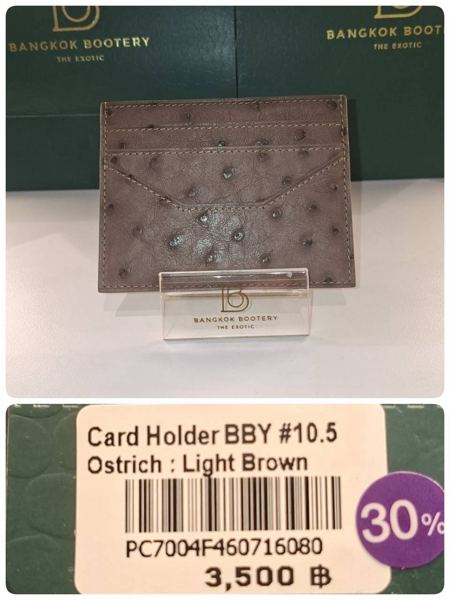 BANGKOK BOOTERY
THE EXOTIC
BANGKOK BOOTERY
THE EXOTIC
B
BANGKOK BOOTERY
THE EXOTIC
Card Holder BBY #10.5
Ostrich : Light Brown
PC7004F460716080
3,500 ฿
30%